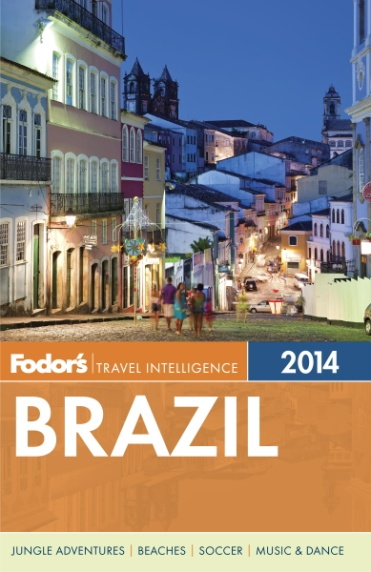 Fodor's | TRAVEL INTELLIGENCE 2014
BRAZIL
JUNGLE ADVENTURES | BEACHES | SOCCER | MUSIC & DANCE